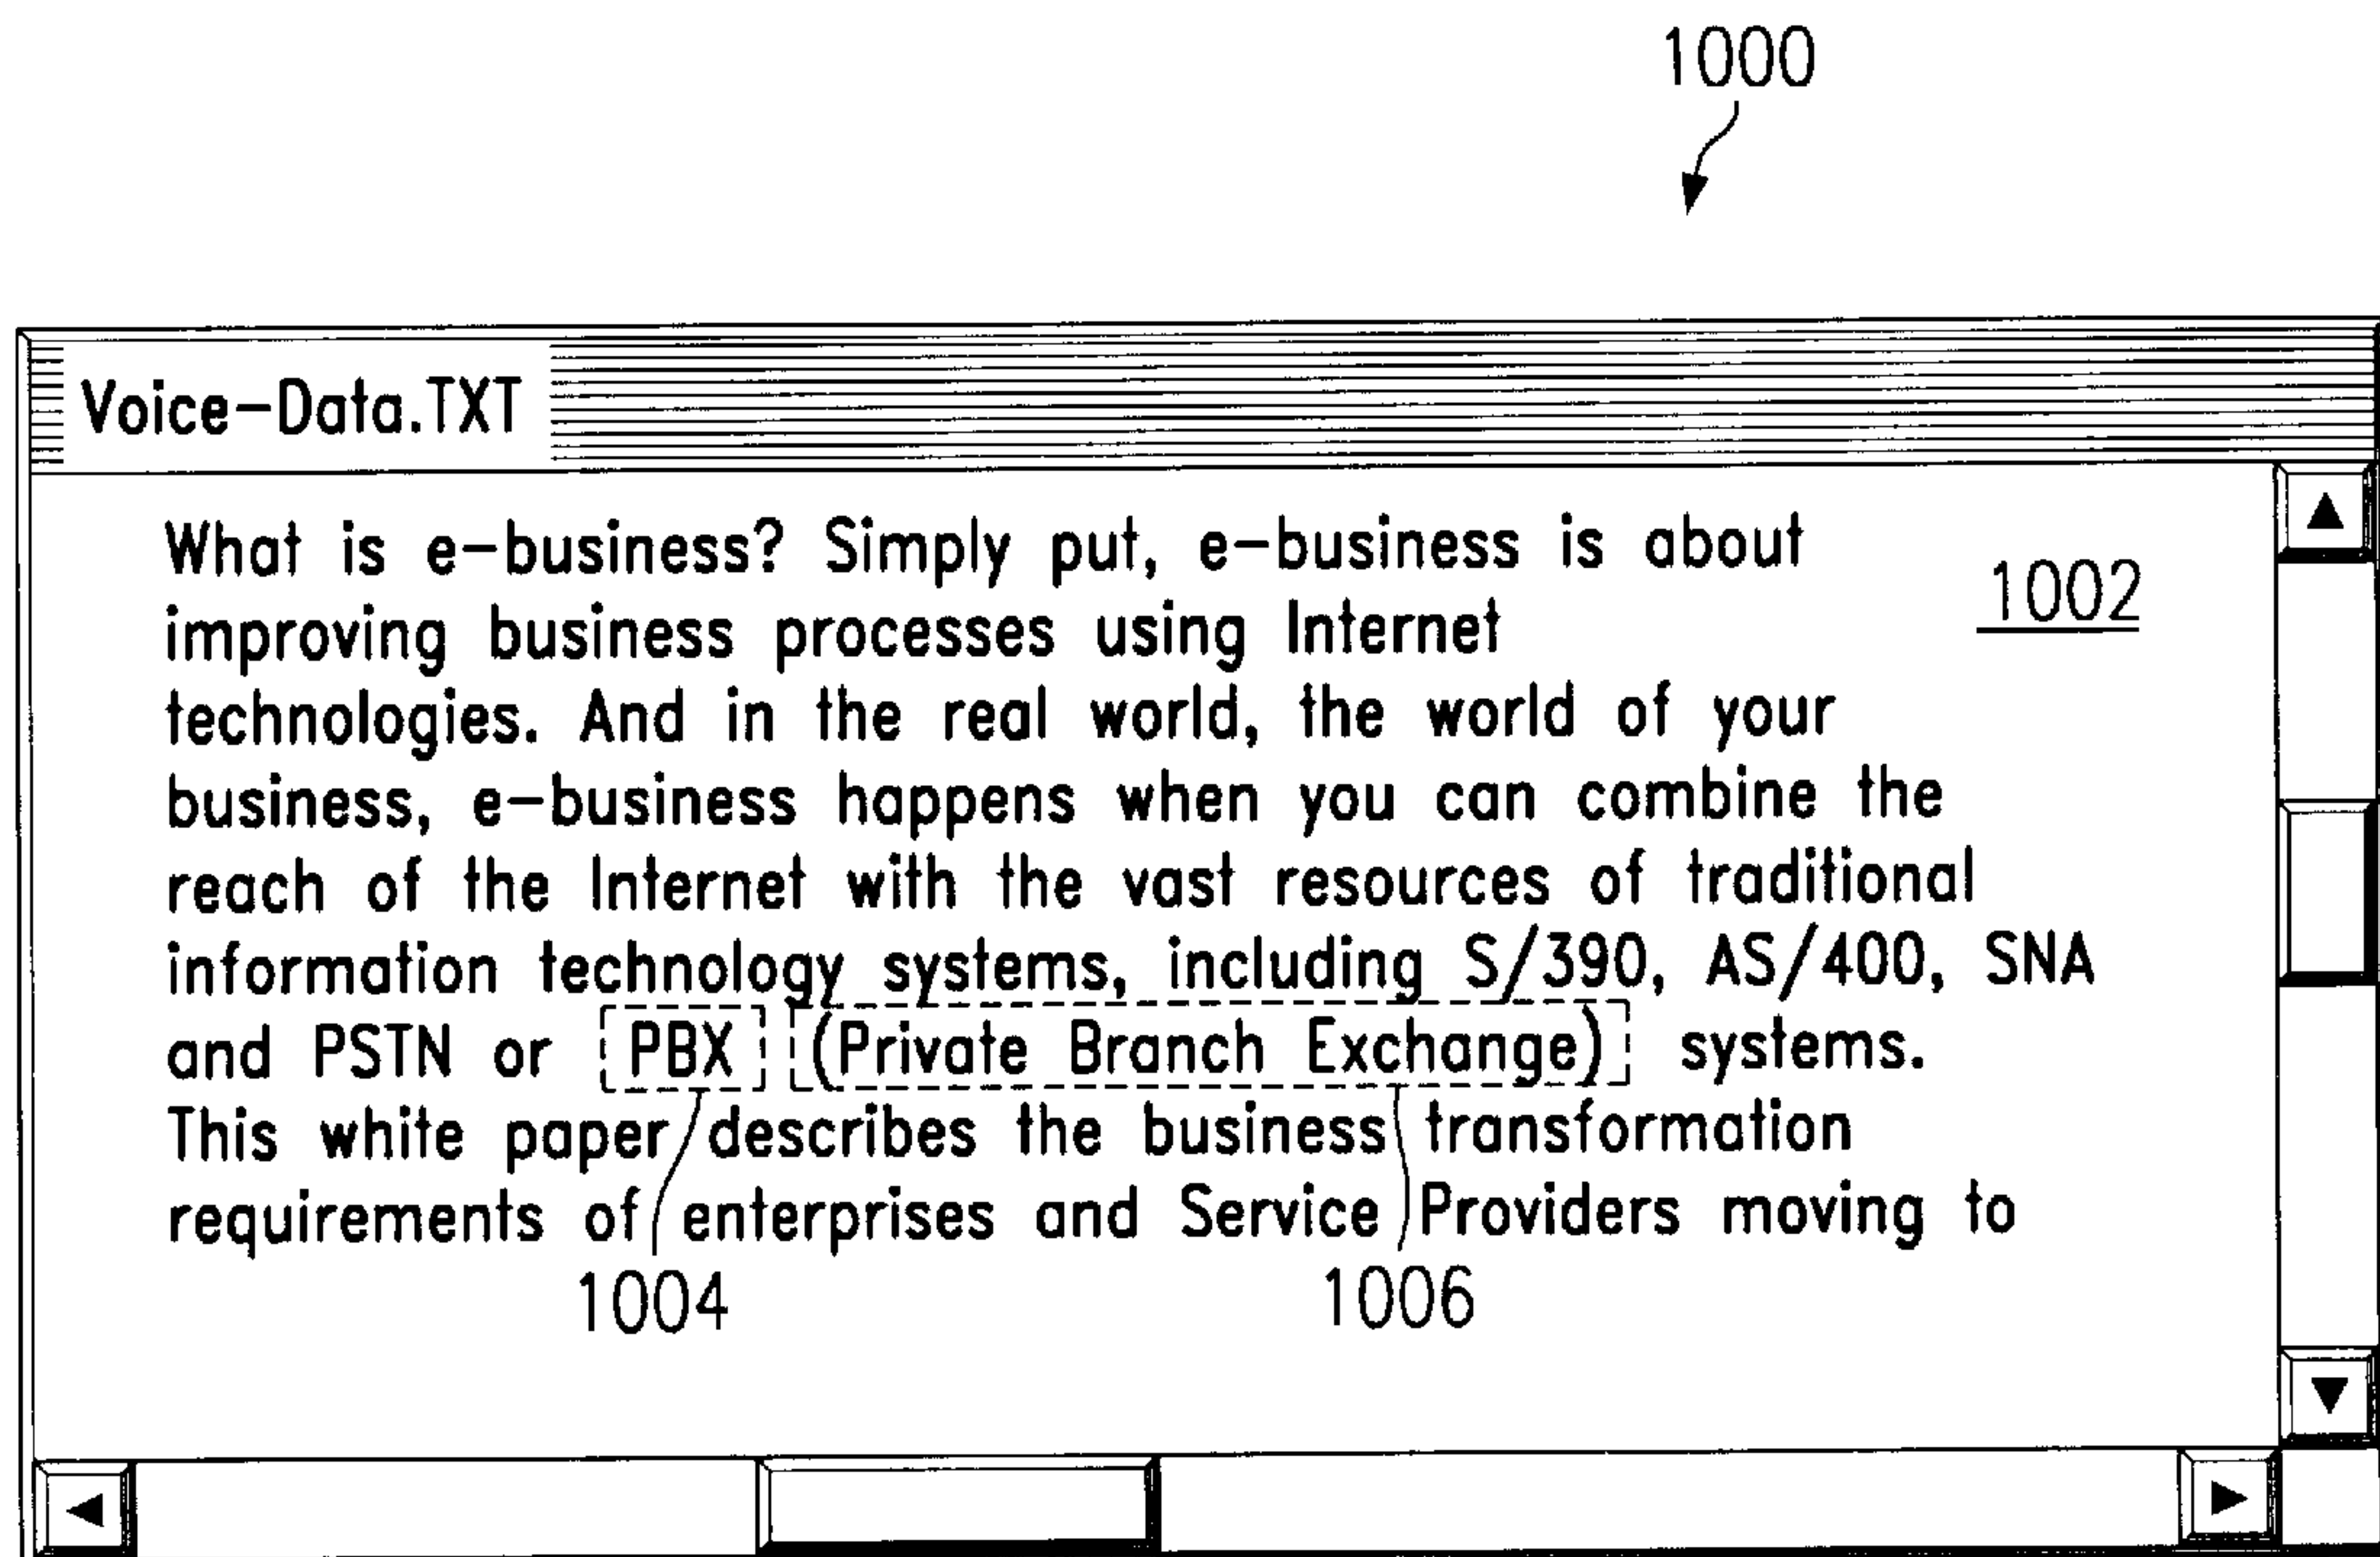 1000
Voice-Data.TXT
What is e-business? Simply put, e-business is about
1002
improving business processes using Internet
technologies. And in the real world, the world of your
business, e-business happens when you can combine the
reach of the Internet with the vast resources of traditional
information technology systems, including S/390, AS/400, SNA
and PSTN or PBX (Private Branch Exchange) systems.
This white paper describes the business transformation
requirements of enterprises and Service Providers moving to
1004 1006